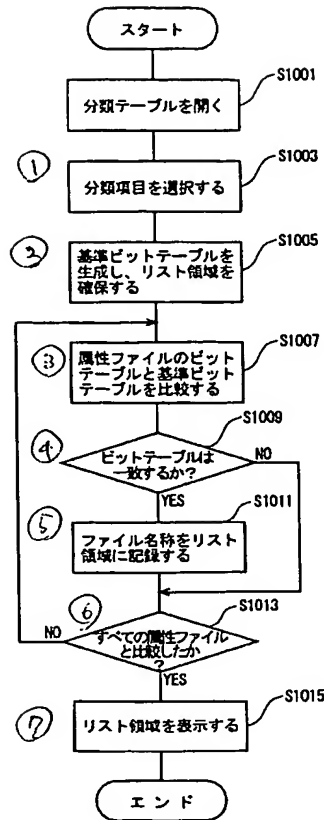 スタート
S1001
分類テーブルを開く
①
S1003
分類項目を選択する
②
S1005
基準ビットテーブルを
生成し、リスト領域を
確保する
③
S1007
属性ファイルのビット
テーブルと基準ビット
テーブルを比較する
④
S1009
ビットテーブルは
一致するか?
NO
YES
⑤
S1011
ファイル名称をリスト
領域に記録する
⑥
S1013
NO
すべての属性ファイル
と比較したか
?
YES
⑦
S1015
リスト領域を表示する
エンド